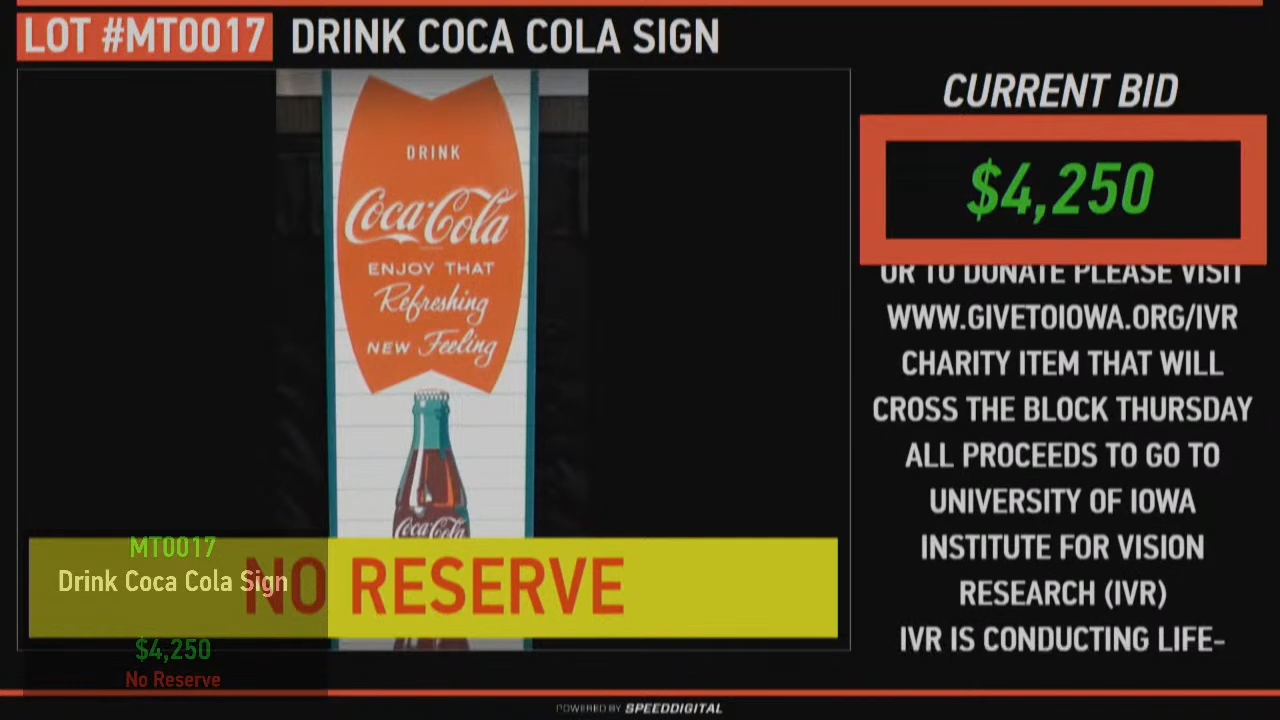 LOT #MT0017 DRINK COCA COLA SIGN
CURRENT BID
$4,250
OR TO DONATE PLEASE VISIT
WWW.GIVETOIOWA.ORG/IVR
CHARITY ITEM THAT WILL
CROSS THE BLOCK THURSDAY
ALL PROCEEDS TO GO TO
UNIVERSITY OF IOWA
INSTITUTE FOR VISION
RESEARCH (IVR)
IVR IS CONDUCTING LIFE-
DRINK
Coca-Cola
ENJOY THAT
Refreshing
NEW Feeling
Coca-Cola
NO RESERVE
MT0017
Drink Coca Cola Sign
$4,250
No Reserve
POWERED BY SPEEDDIGITAL